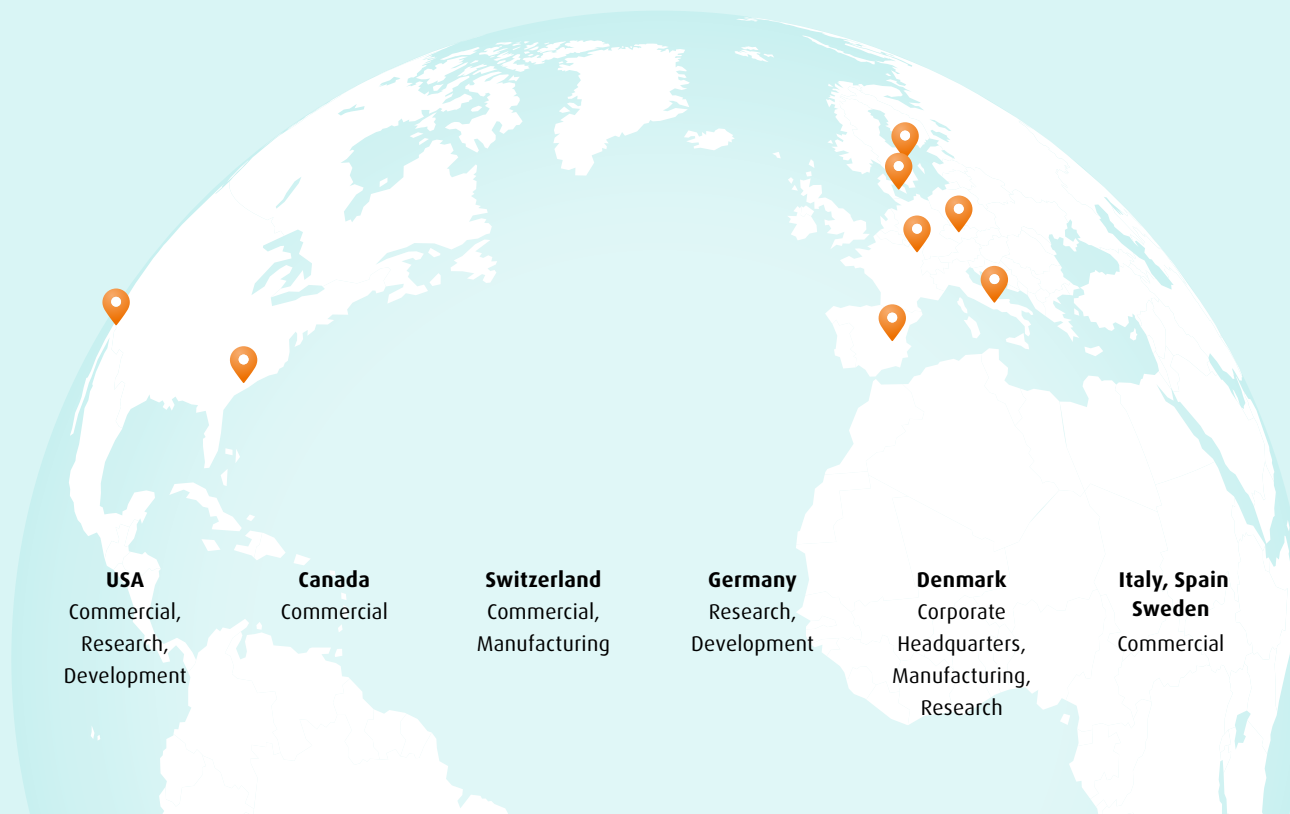 USA
Commercial,
Research,
Development
Canada
Commercial
Switzerland
Commercial,
Manufacturing
Germany
Research,
Development
Denmark
Corporate
Headquarters,
Manufacturing,
Research
Italy, Spain
Sweden
Commercial